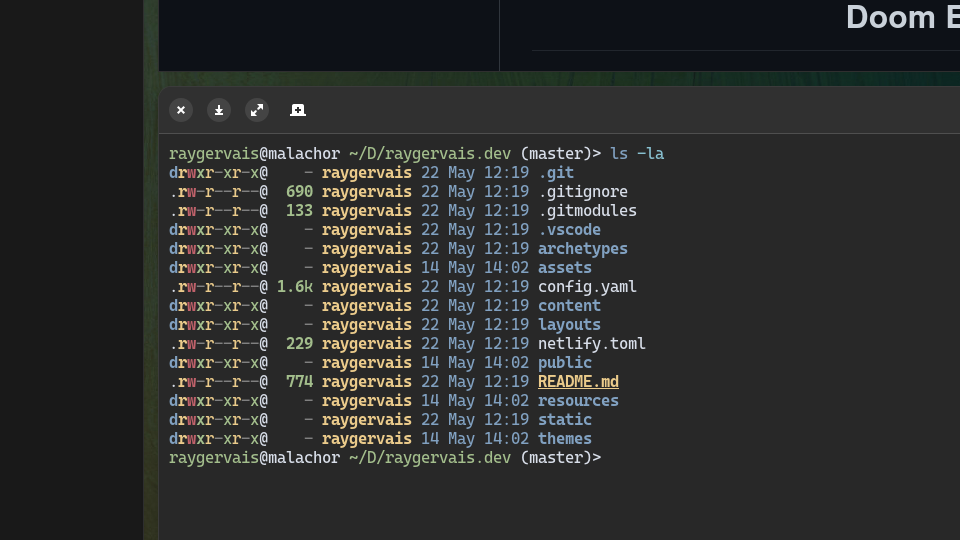 Doom E
raygervais@malachor ~/D/raygervais.dev (master)> ls -la
drwxr-xr-x@    - raygervais 22 May 12:19 .git
.rw-r--r--@  690 raygervais 22 May 12:19 .gitignore
.rw-r--r--@  133 raygervais 22 May 12:19 .gitmodules
drwxr-xr-x@    - raygervais 22 May 12:19 .vscode
drwxr-xr-x@    - raygervais 22 May 12:19 archetypes
drwxr-xr-x@    - raygervais 14 May 14:02 assets
.rw-r--r--@ 1.6k raygervais 22 May 12:19 config.yaml
drwxr-xr-x@    - raygervais 22 May 12:19 content
drwxr-xr-x@    - raygervais 22 May 12:19 layouts
.rw-r--r--@  229 raygervais 22 May 12:19 netlify.toml
drwxr-xr-x@    - raygervais 14 May 14:02 public
.rw-r--r--@  774 raygervais 22 May 12:19 README.md
drwxr-xr-x@    - raygervais 14 May 14:02 resources
drwxr-xr-x@    - raygervais 22 May 12:19 static
drwxr-xr-x@    - raygervais 14 May 14:02 themes
raygervais@malachor ~/D/raygervais.dev (master)>